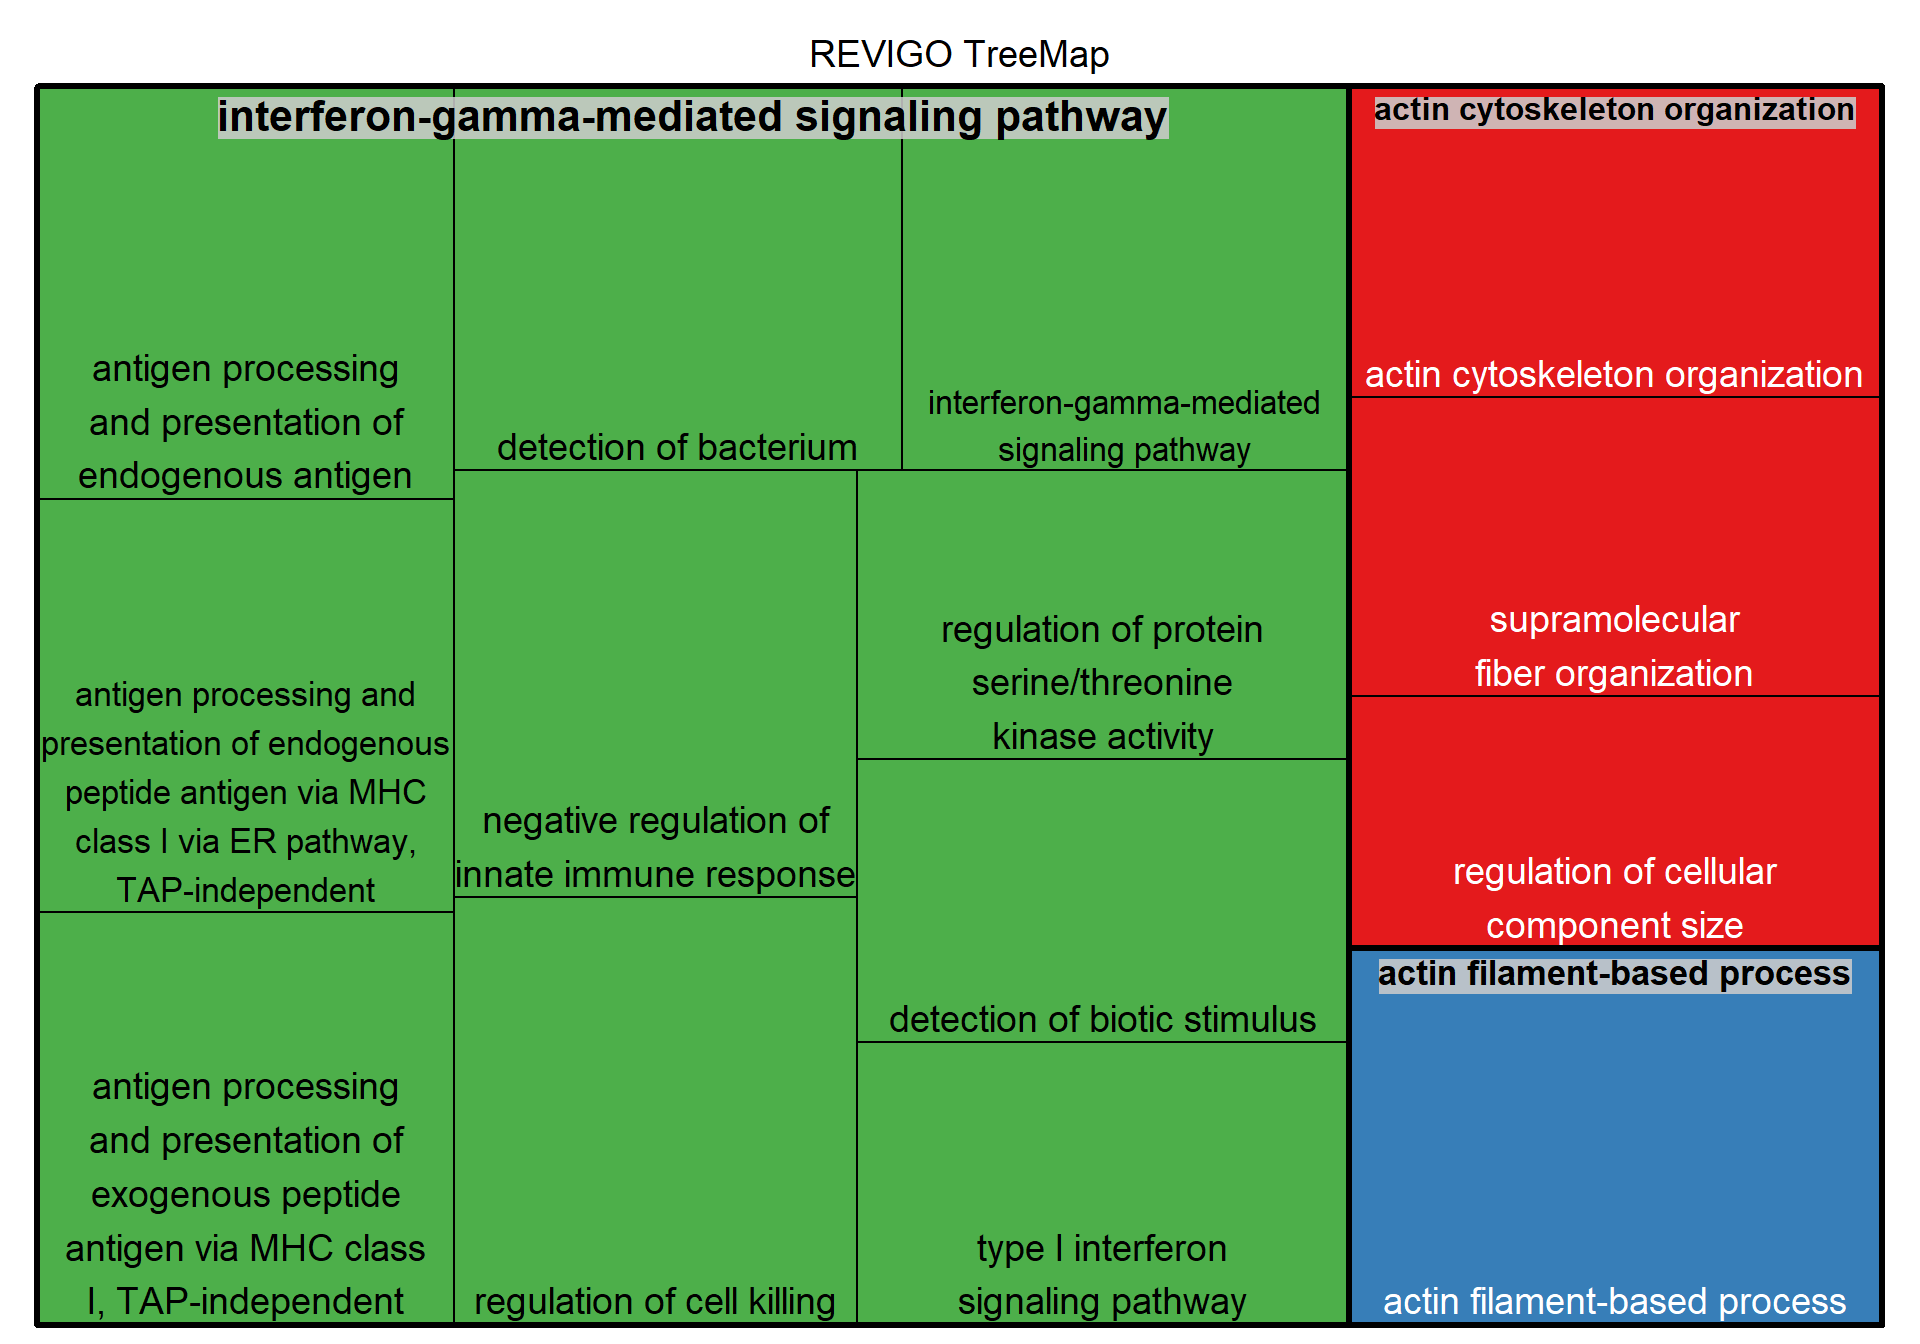 REVIGO TreeMap
interferon-gamma-mediated signaling pathway
antigen processing
and presentation of
endogenous antigen
antigen processing and
presentation of endogenous
peptide antigen via MHC
class I via ER pathway,
TAP-independent
antigen processing
and presentation of
exogenous peptide
antigen via MHC class
I, TAP-independent
detection of bacterium
interferon-gamma-mediated
signaling pathway
negative regulation of
innate immune response
regulation of cell killing
regulation of protein
serine/threonine
kinase activity
detection of biotic stimulus
type I interferon
signaling pathway
actin cytoskeleton organization
actin cytoskeleton organization
supramolecular
fiber organization
regulation of cellular
component size
actin filament-based process
actin filament-based process